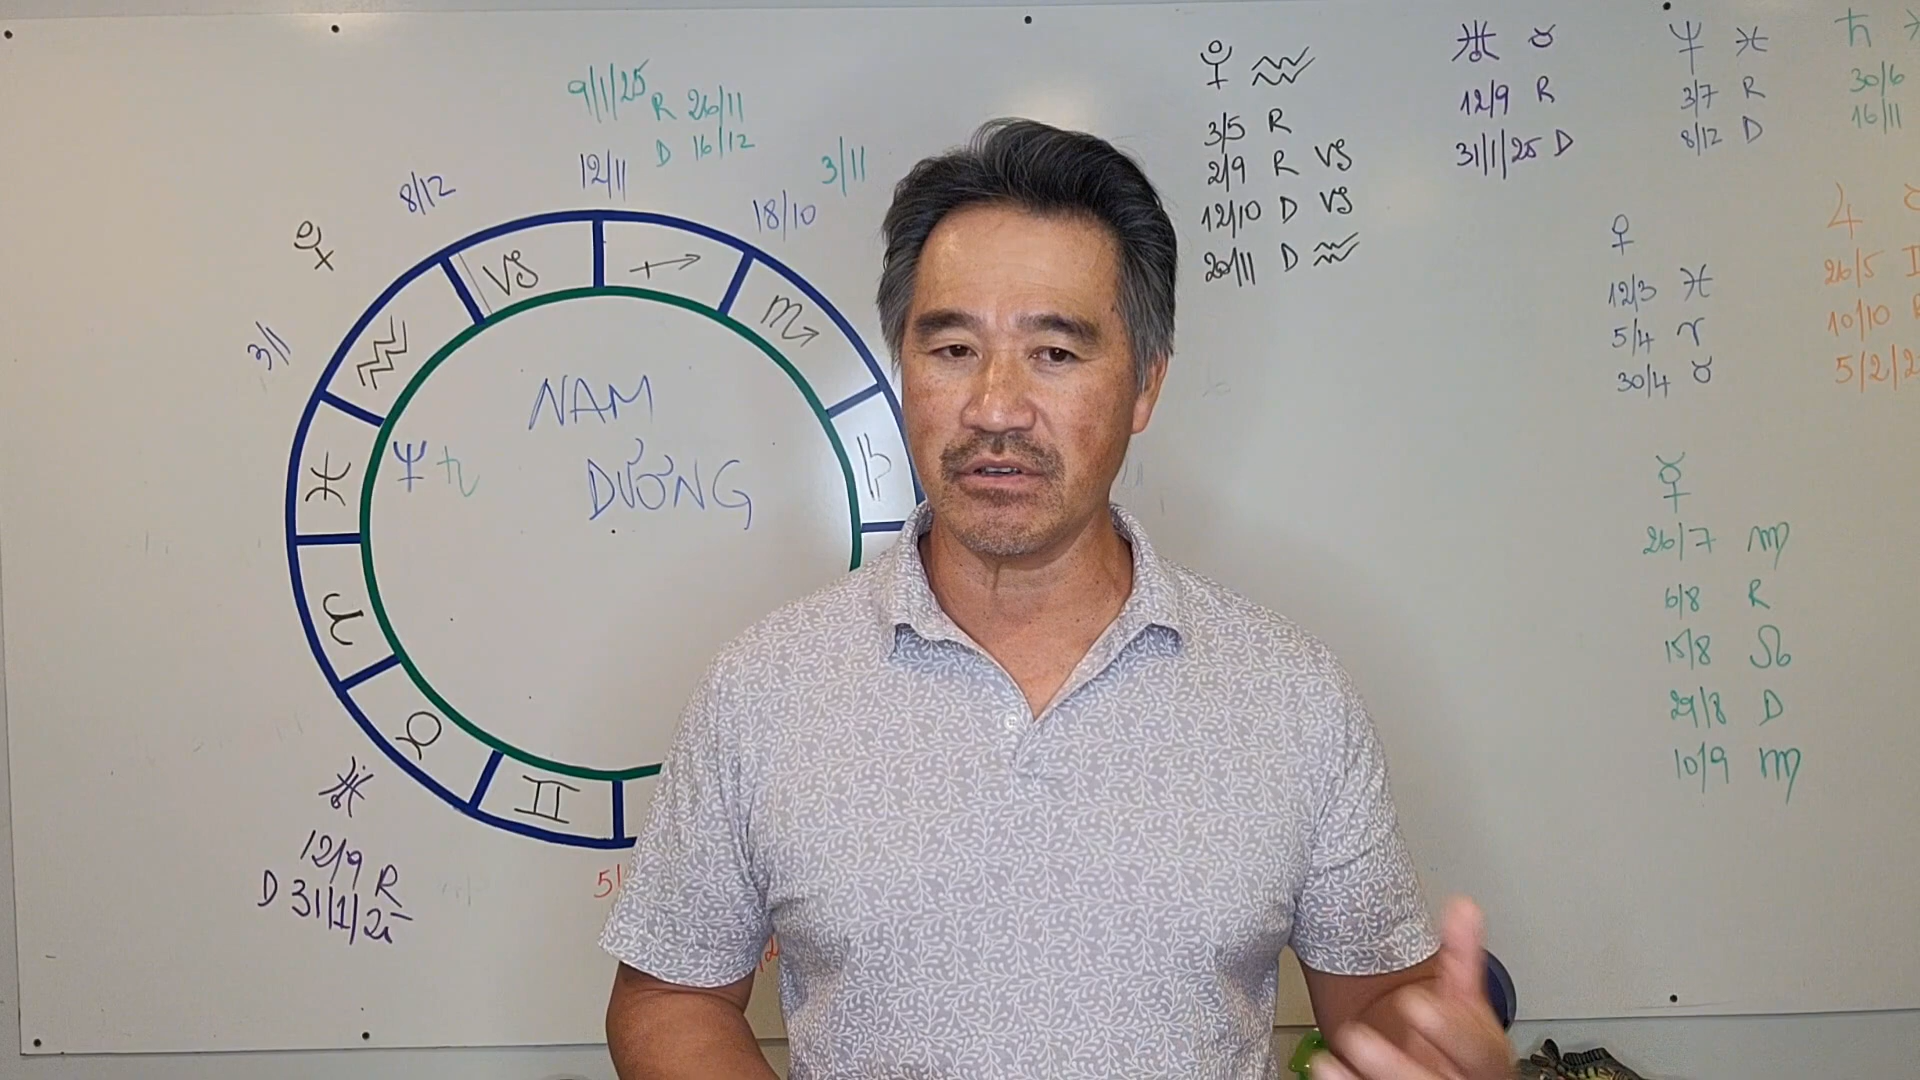 9/1/25 R 26/11
D 16/12
12/11
3/11
8/12
18/10
3/1
♑
♐
♏
♒
♎
♓
♈
♉
♊
♆ ♄
NAM
DƯƠNG
♅
12/9 R
D 31/1/25
♒
3/5 R
2/9 R ♑
12/10 D ♑
20/11 D ♒
♅ ♉
12/9 R
31/1/25 D
♆ ♓
3/7 R
8/12 D
♄
30/6
16/11
♀
12/3 ♓
5/4 ♈
30/4 ♉
♃
26/5
10/10
☿
26/7 ♍
6/8 R
15/8 ♌
29/8 D
10/9 ♍